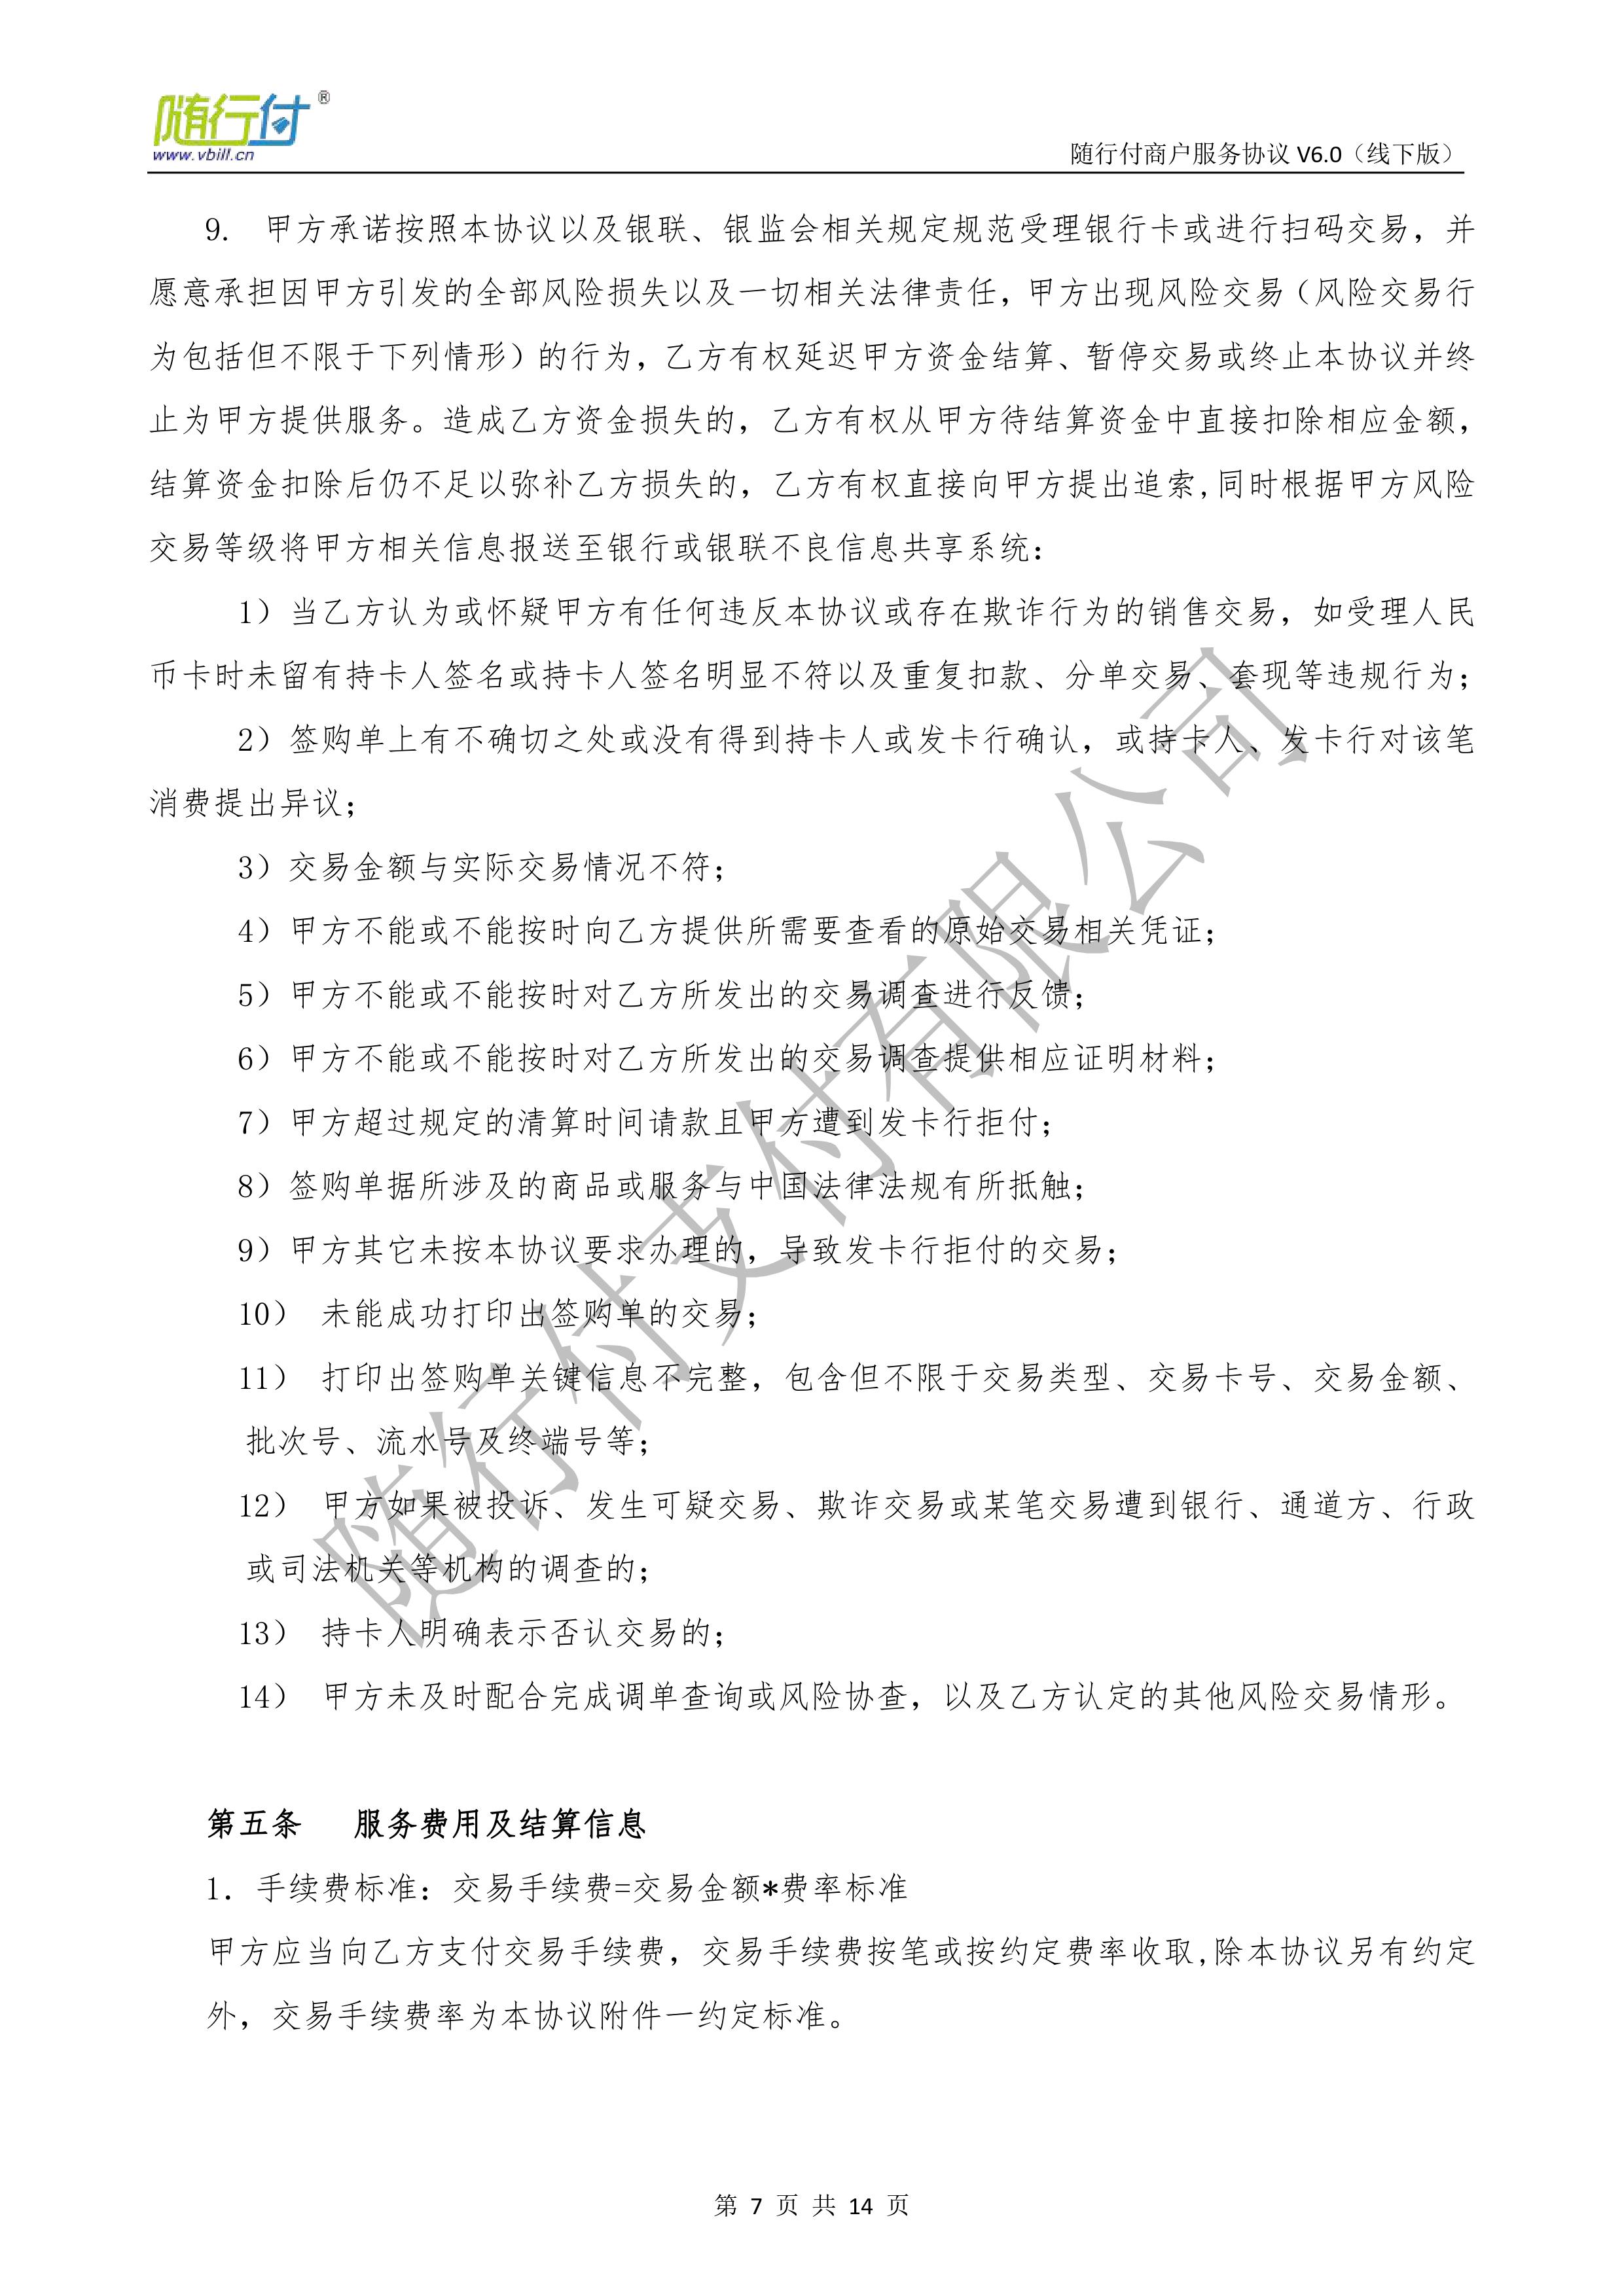 随行付®
www.vbill.cn
随行付商户服务协议 V6.0（线下版）
9. 甲方承诺按照本协议以及银联、银监会相关规定规范受理银行卡或进行扫码交易，并
愿意承担因甲方引发的全部风险损失以及一切相关法律责任，甲方出现风险交易（风险交易行
为包括但不限于下列情形）的行为，乙方有权延迟甲方资金结算、暂停交易或终止本协议并终
止为甲方提供服务。造成乙方资金损失的，乙方有权从甲方待结算资金中直接扣除相应金额，
结算资金扣除后仍不足以弥补乙方损失的，乙方有权直接向甲方提出追索,同时根据甲方风险
交易等级将甲方相关信息报送至银行或银联不良信息共享系统：
1）当乙方认为或怀疑甲方有任何违反本协议或存在欺诈行为的销售交易，如受理人民
币卡时未留有持卡人签名或持卡人签名明显不符以及重复扣款、分单交易、套现等违规行为；
2）签购单上有不确切之处或没有得到持卡人或发卡行确认，或持卡人、发卡行对该笔
消费提出异议；
3）交易金额与实际交易情况不符；
4）甲方不能或不能按时向乙方提供所需要查看的原始交易相关凭证；
5）甲方不能或不能按时对乙方所发出的交易调查进行反馈；
6）甲方不能或不能按时对乙方所发出的交易调查提供相应证明材料；
7）甲方超过规定的清算时间请款且甲方遭到发卡行拒付；
8）签购单据所涉及的商品或服务与中国法律法规有所抵触；
9）甲方其它未按本协议要求办理的，导致发卡行拒付的交易；
10） 未能成功打印出签购单的交易；
11） 打印出签购单关键信息不完整，包含但不限于交易类型、交易卡号、交易金额、
批次号、流水号及终端号等；
12） 甲方如果被投诉、发生可疑交易、欺诈交易或某笔交易遭到银行、通道方、行政
或司法机关等机构的调查的；
13） 持卡人明确表示否认交易的；
14） 甲方未及时配合完成调单查询或风险协查，以及乙方认定的其他风险交易情形。
随行付支付有限公司
第五条 服务费用及结算信息
1. 手续费标准：交易手续费=交易金额*费率标准
甲方应当向乙方支付交易手续费，交易手续费按笔或按约定费率收取,除本协议另有约定
外，交易手续费率为本协议附件一约定标准。
第 7 页 共 14 页